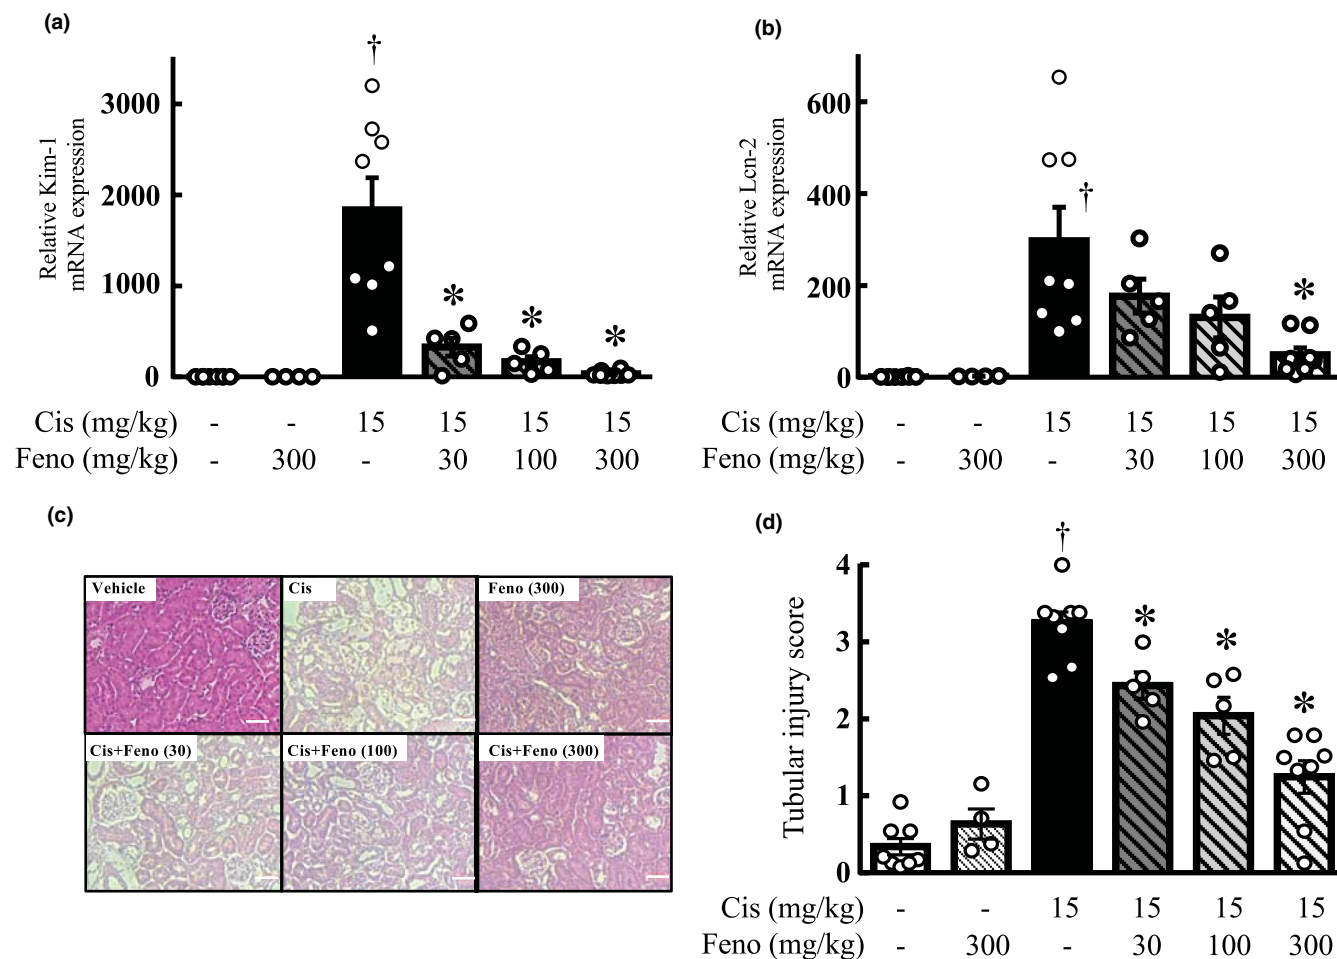 (a)
†
3000
2000
1000
0
Relative Kim-1
mRNA expression
*
*
*
Cis (mg/kg) - - 15 15 15 15
Feno (mg/kg) - 300 - 30 100 300
(b)
600
400
200
0
Relative Lcn-2
mRNA expression
†
*
Cis (mg/kg) - - 15 15 15 15
Feno (mg/kg) - 300 - 30 100 300
(c)
Vehicle Cis Feno (300)
Cis+Feno (30) Cis+Feno (100) Cis+Feno (300)
(d)
†
4
3
2
1
0
Tubular injury score
*
*
*
Cis (mg/kg) - - 15 15 15 15
Feno (mg/kg) - 300 - 30 100 300